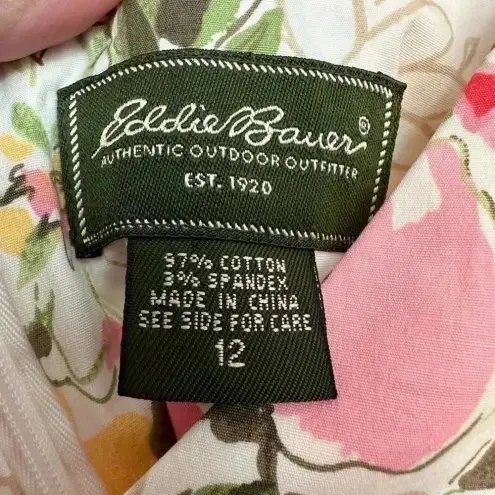 Eddie Bauer®
AUTHENTIC OUTDOOR OUTFITTER
EST. 1920
97% COTTON
3% SPANDEX
MADE IN CHINA
SEE SIDE FOR CARE
12